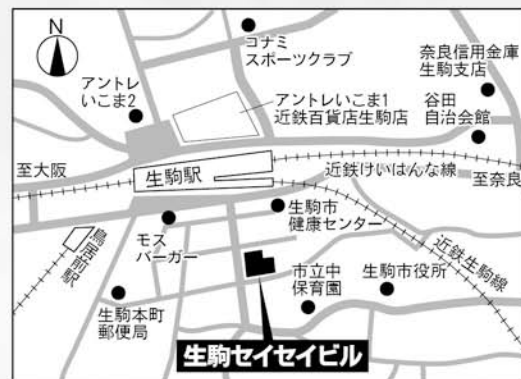 N
コナミ
スポーツクラブ
奈良信用金庫
生駒支店
アントレ
いこま2
アントレいこま1
近鉄百貨店生駒店
谷田
自治会館
至大阪
生駒駅
近鉄けいはんな線
至奈良
鳥居前駅
モス
バーガー
生駒市
健康センター
近鉄生駒線
生駒本町
郵便局
市立中
保育園
生駒市役所
生駒セイセイビル